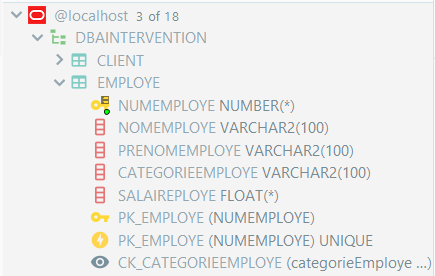 @localhost 3 of 18
DBAINTERVENTION
CLIENT
EMPLOYE
NUMEMPLOYE NUMBER(*)
NOMEMPLOYE VARCHAR2(100)
PRENOMEMPLOYE VARCHAR2(100)
CATEGORIEEMPLOYE VARCHAR2(100)
SALAIREPLOYE FLOAT(*)
PK_EMPLOYE (NUMEMPLOYE)
PK_EMPLOYE (NUMEMPLOYE) UNIQUE
CK_CATEGORIEEMPLOYE (categorieEmploye ...)